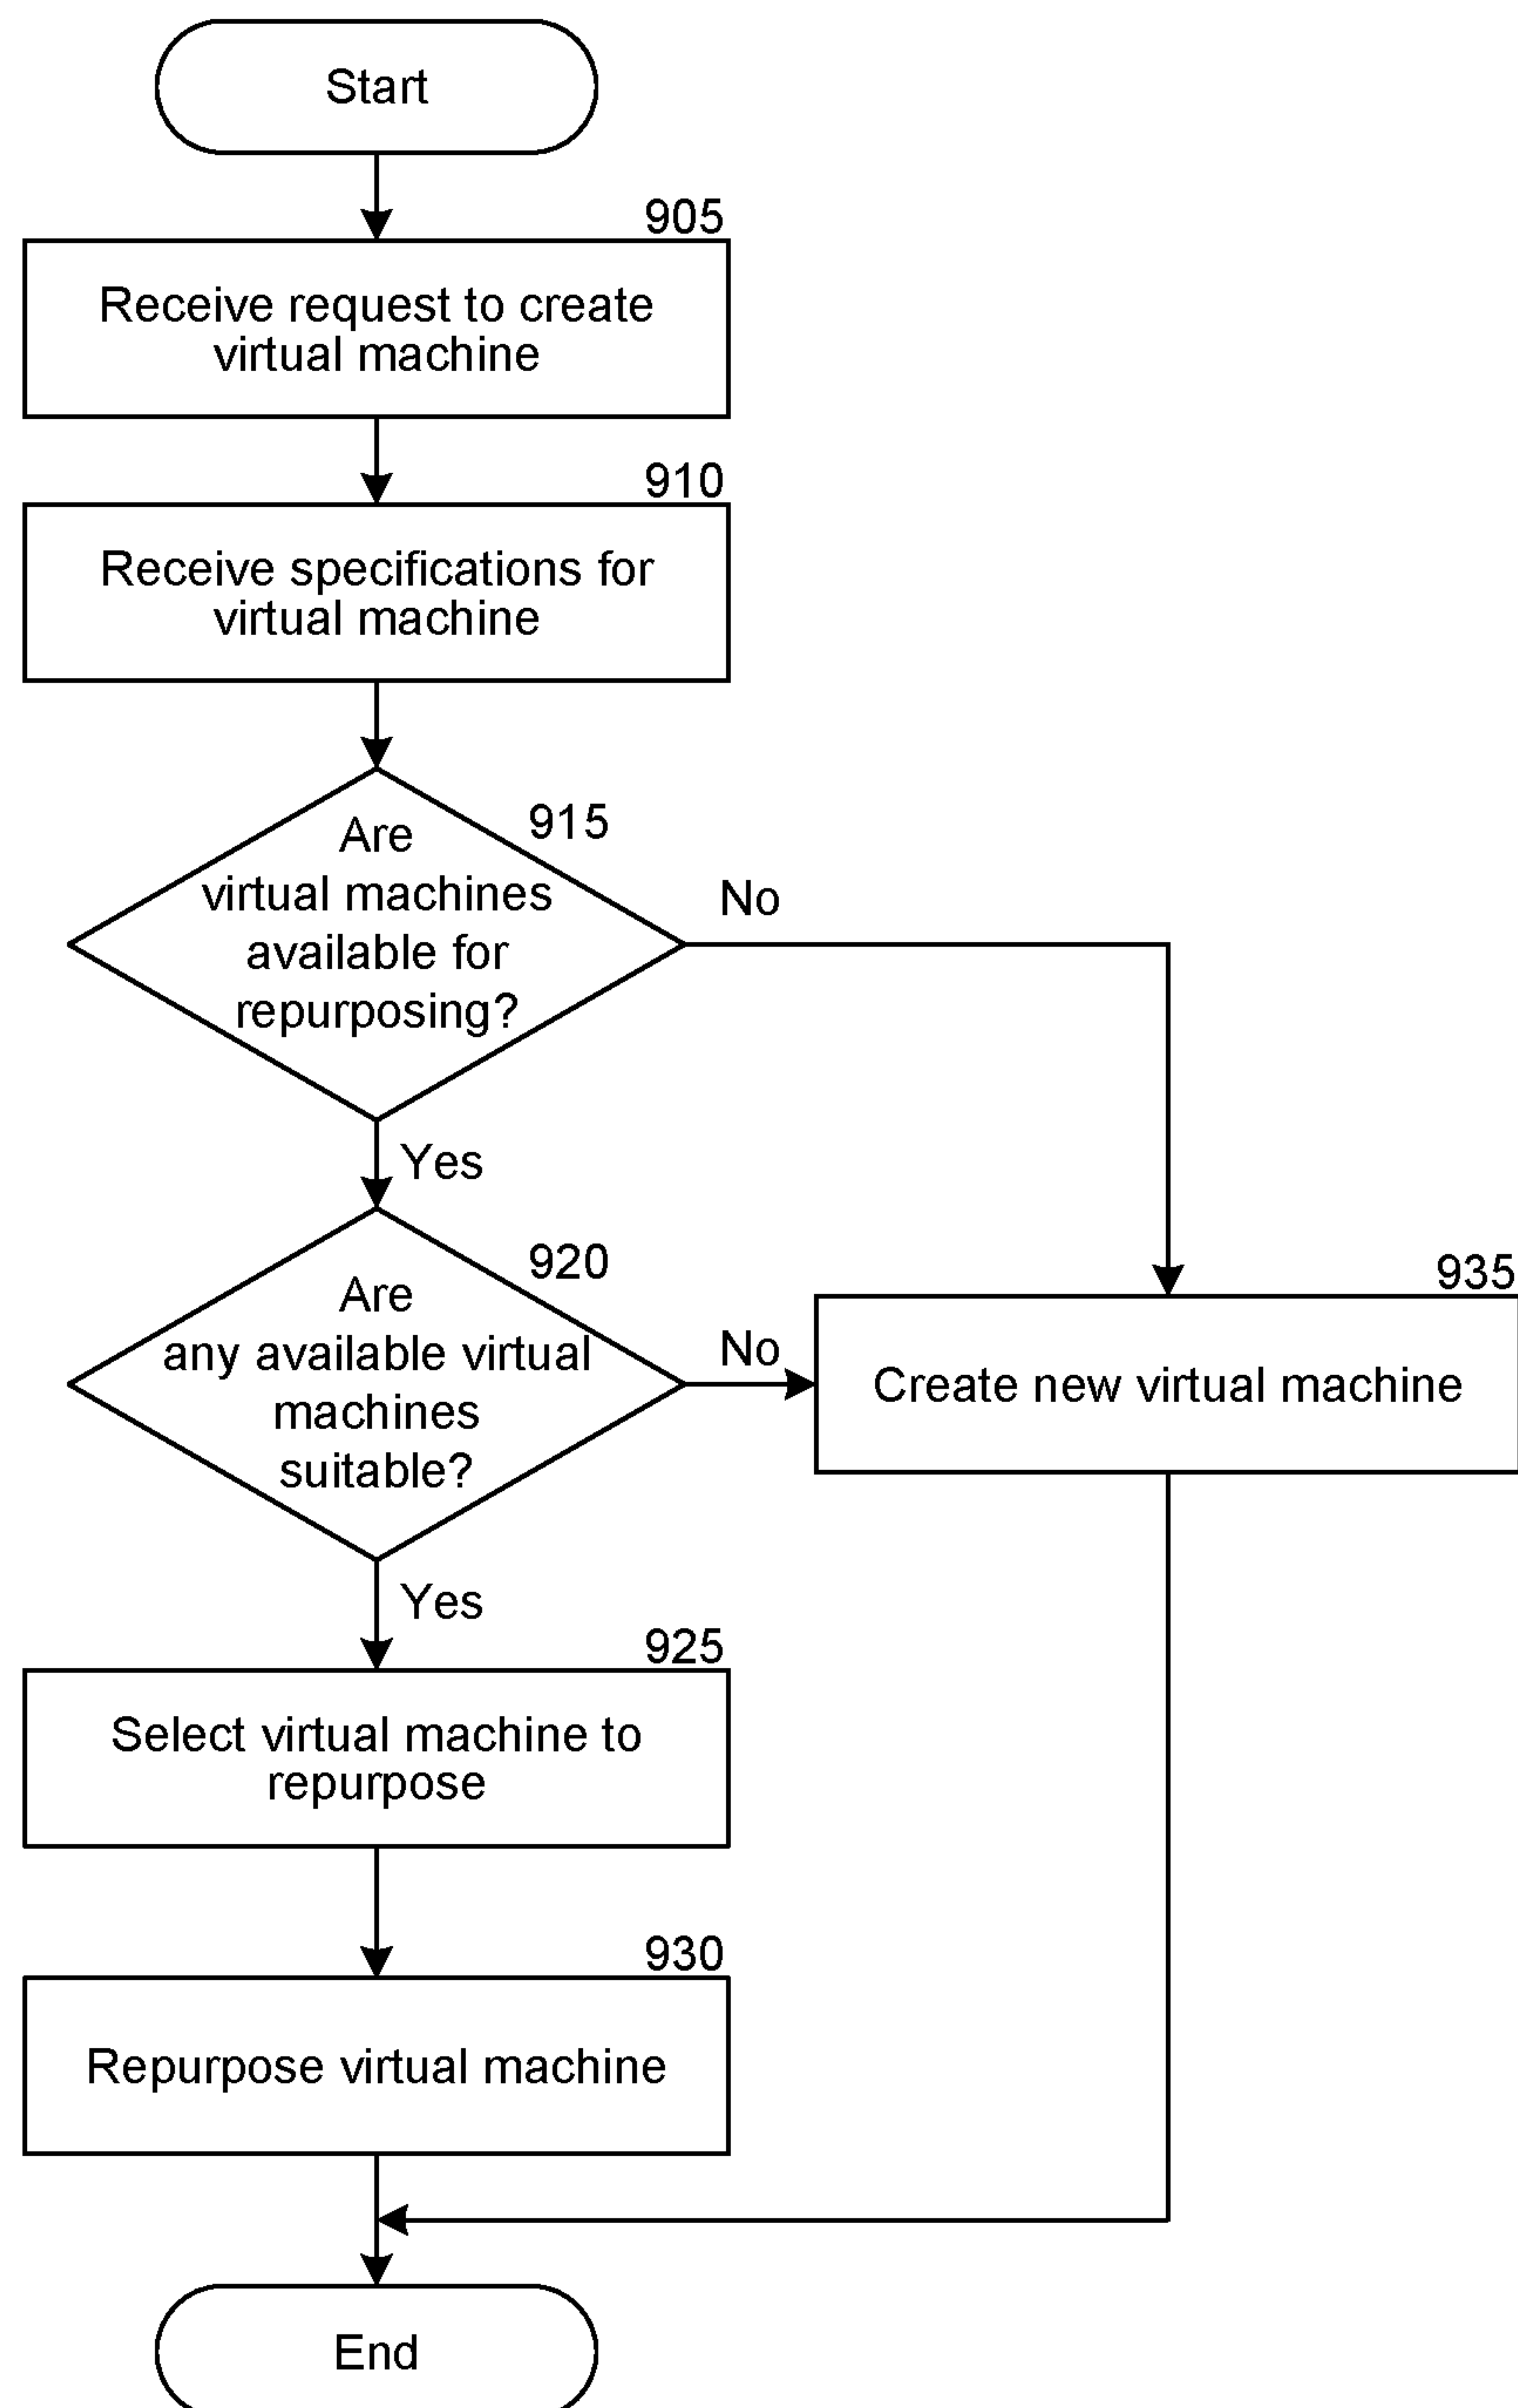 Start
905
Receive request to create
virtual machine
910
Receive specifications for
virtual machine
915
Are
virtual machines
available for
repurposing?
No
Yes
920
Are
any available virtual
machines
suitable?
No
935
Create new virtual machine
Yes
925
Select virtual machine to
repurpose
930
Repurpose virtual machine
End